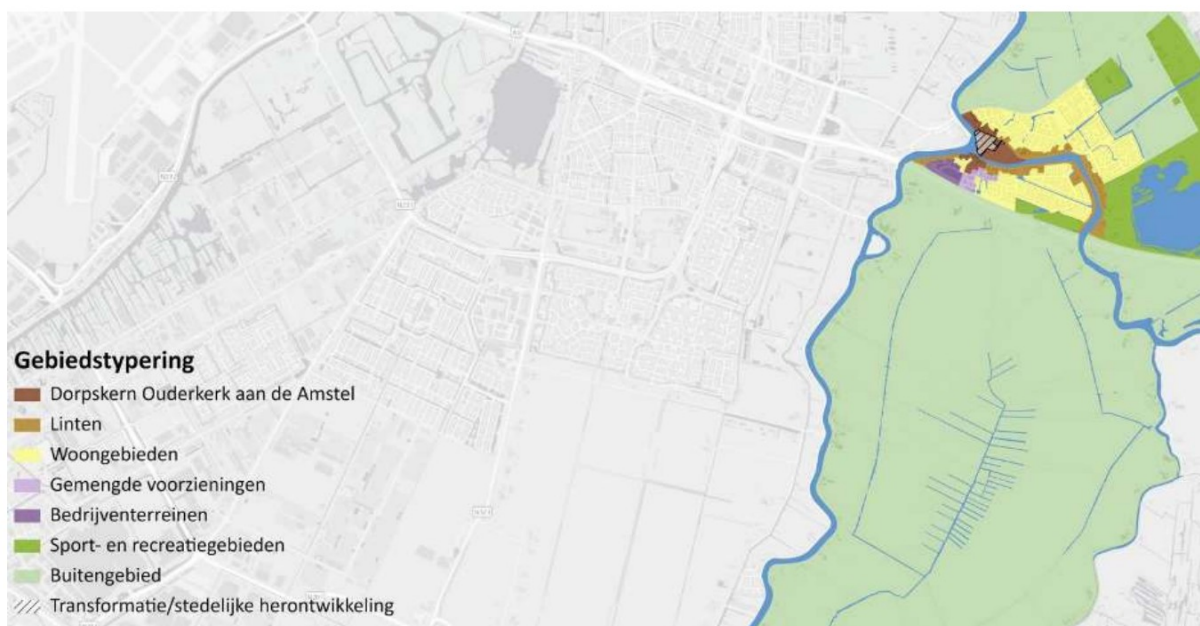 Gebiedstypering
Dorpskern Ouderkerk aan de Amstel
Linten
Woongebieden
Gemengde voorzieningen
Bedrijventerreinen
Sport- en recreatiegebieden
Buitengebied
Transformatie/stedelijke herontwikkeling